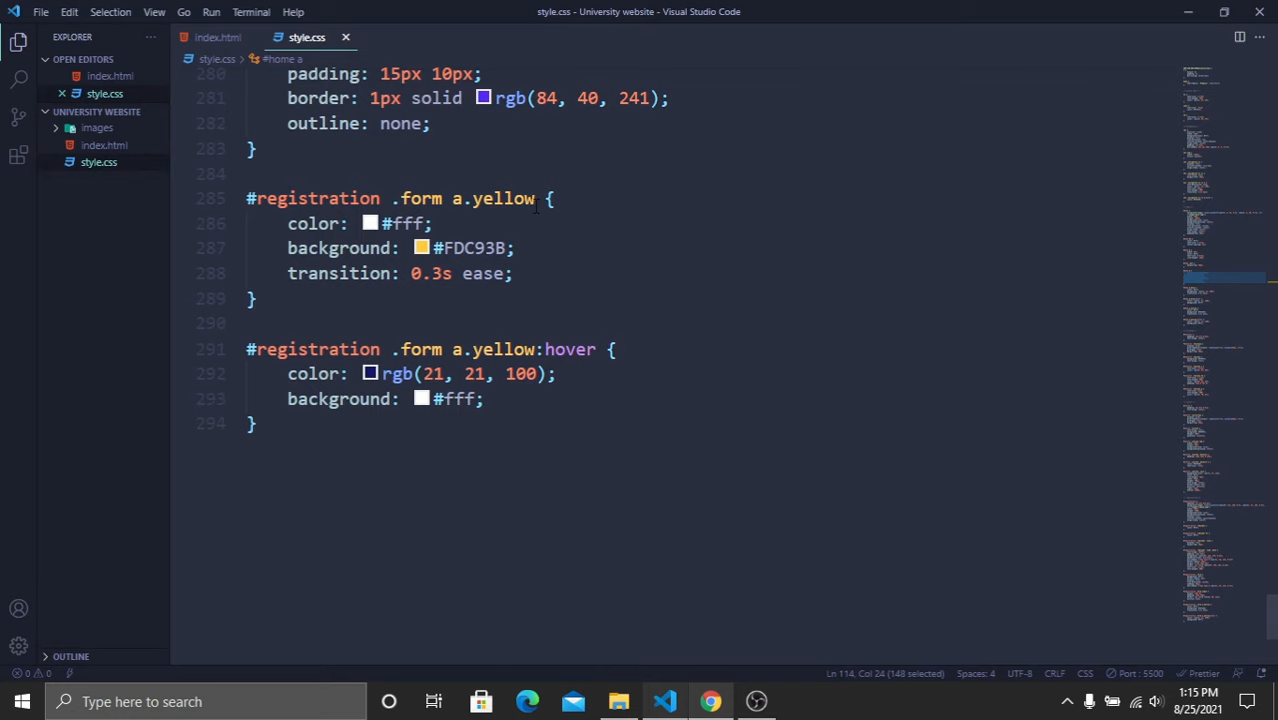 File Edit Selection View Go Run Terminal Help
style.css - University website - Visual Studio Code
EXPLORER
OPEN EDITORS
index.html
style.css
UNIVERSITY WEBSITE
images
index.html
style.css
OUTLINE
index.html style.css
style.css #home a
280 padding: 15px 10px;
281 border: 1px solid rgb(84, 40, 241);
282 outline: none;
283 }
284
285 #registration .form a.yellow {
286 color: #fff;
287 background: #FDC93B;
288 transition: 0.3s ease;
289 }
290
291 #registration .form a.yellow:hover {
292 color: rgb(21, 21, 100);
293 background: #fff;
294 }
0 0 Ln 114, Col 24 (148 selected) Spaces: 4 UTF-8 CRLF CSS Port : 5500 Prettier
Type here to search
1:15 PM
8/25/2021